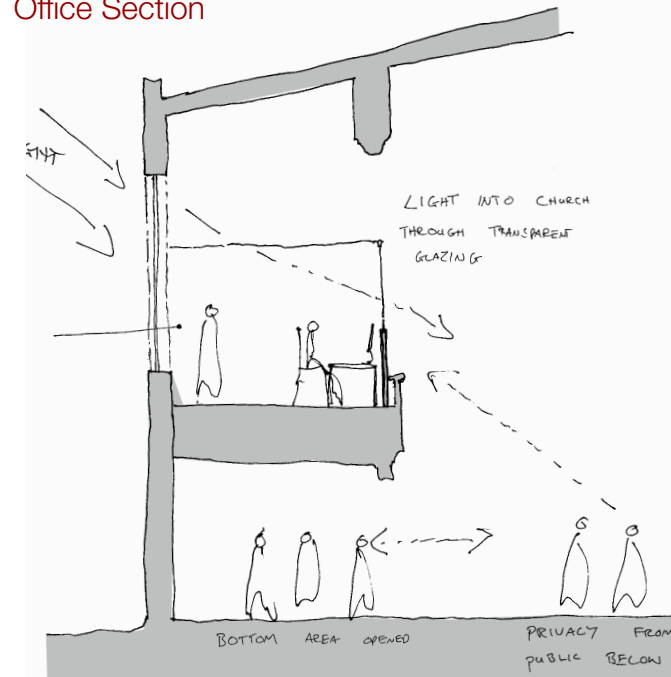 Office Section
LIGHT INTO CHURCH
THROUGH TRANSPARENT
GLAZING
BOTTOM AREA OPENED
PRIVACY FROM
PUBLIC BELOW